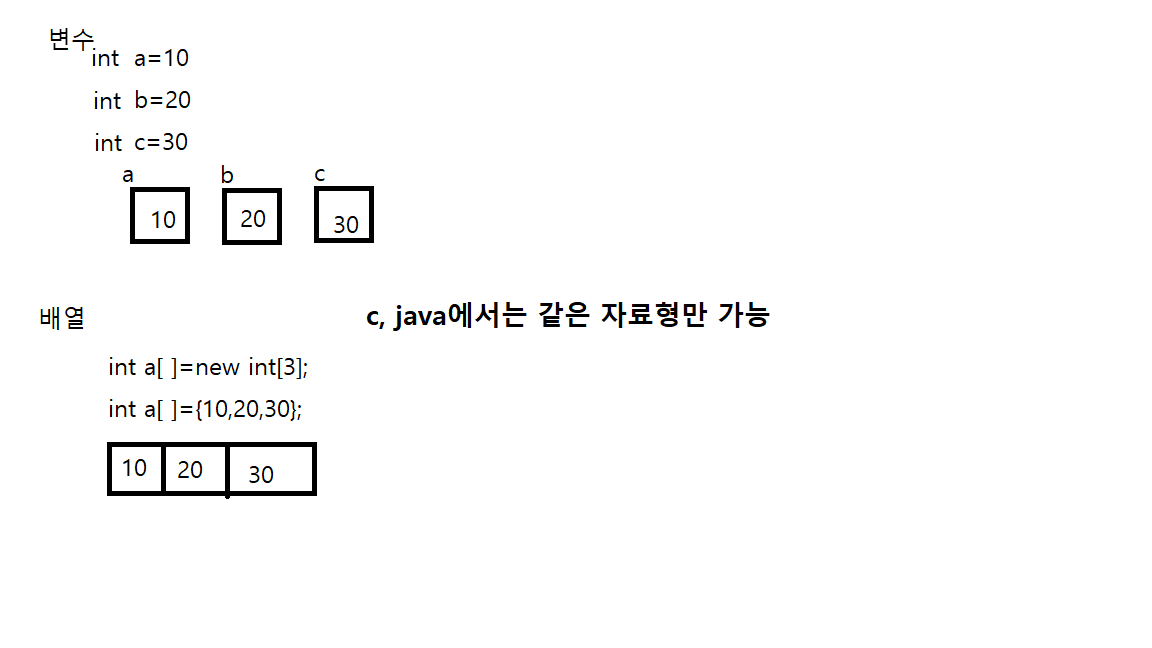 변수
int a=10
int b=20
int c=30
a b c
10 20 30
배열
c, java에서는 같은 자료형만 가능
int a[ ]=new int[3];
int a[ ]={10,20,30};
10 20 30